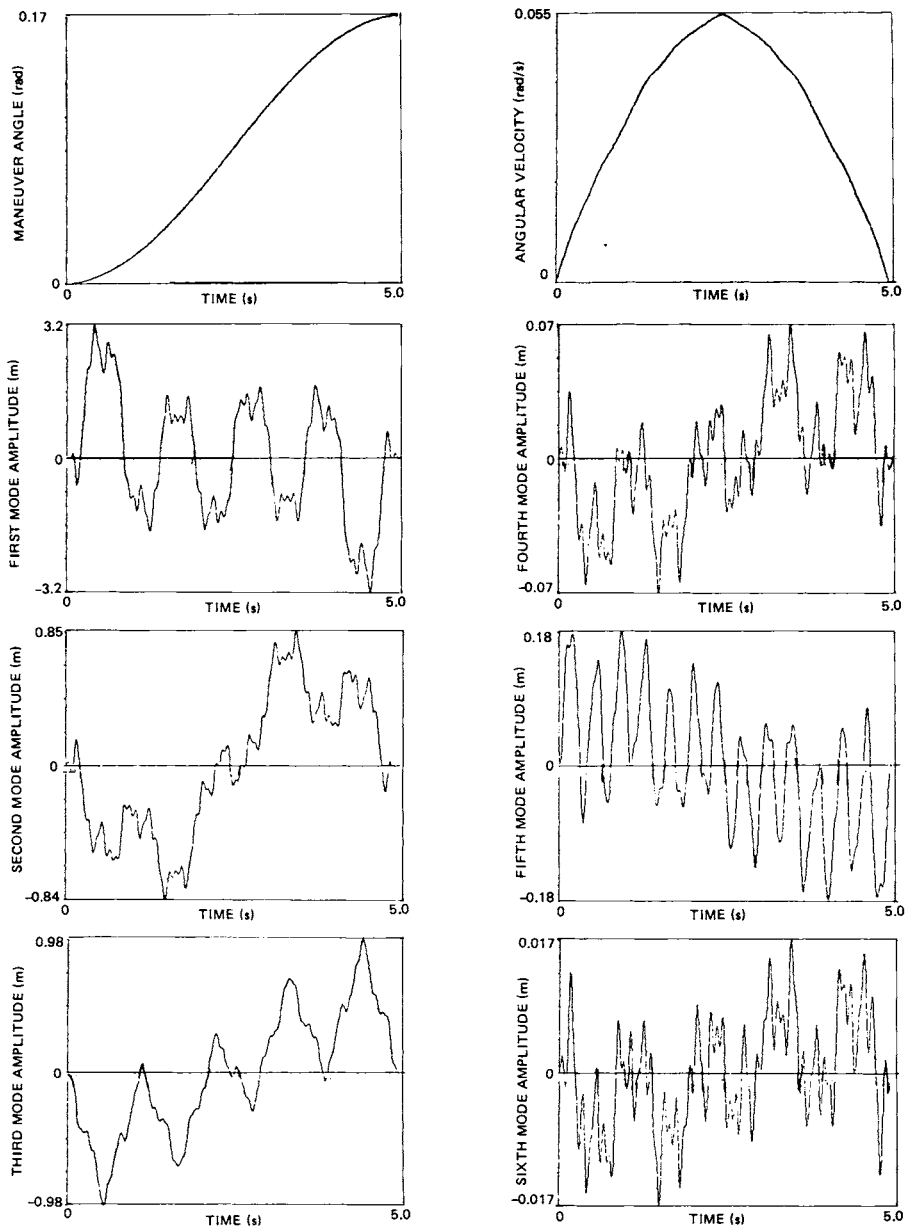 0.17
MANEUVER ANGLE (rad)
0
0
TIME (s)
5.0
0.055
ANGULAR VELOCITY (rad/s)
0
0
TIME (s)
5.0
3.2
FIRST MODE AMPLITUDE (m)
0
-3.2
0
TIME (s)
5.0
0.07
FOURTH MODE AMPLITUDE (m)
0
-0.07
0
TIME (s)
5.0
0.85
SECOND MODE AMPLITUDE (m)
0
-0.84
0
TIME (s)
5.0
0.18
FIFTH MODE AMPLITUDE (m)
0
-0.18
0
TIME (s)
5.0
0.98
THIRD MODE AMPLITUDE (m)
0
-0.98
0
TIME (s)
5.0
0.017
SIXTH MODE AMPLITUDE (m)
0
-0.017
0
TIME (s)
5.0